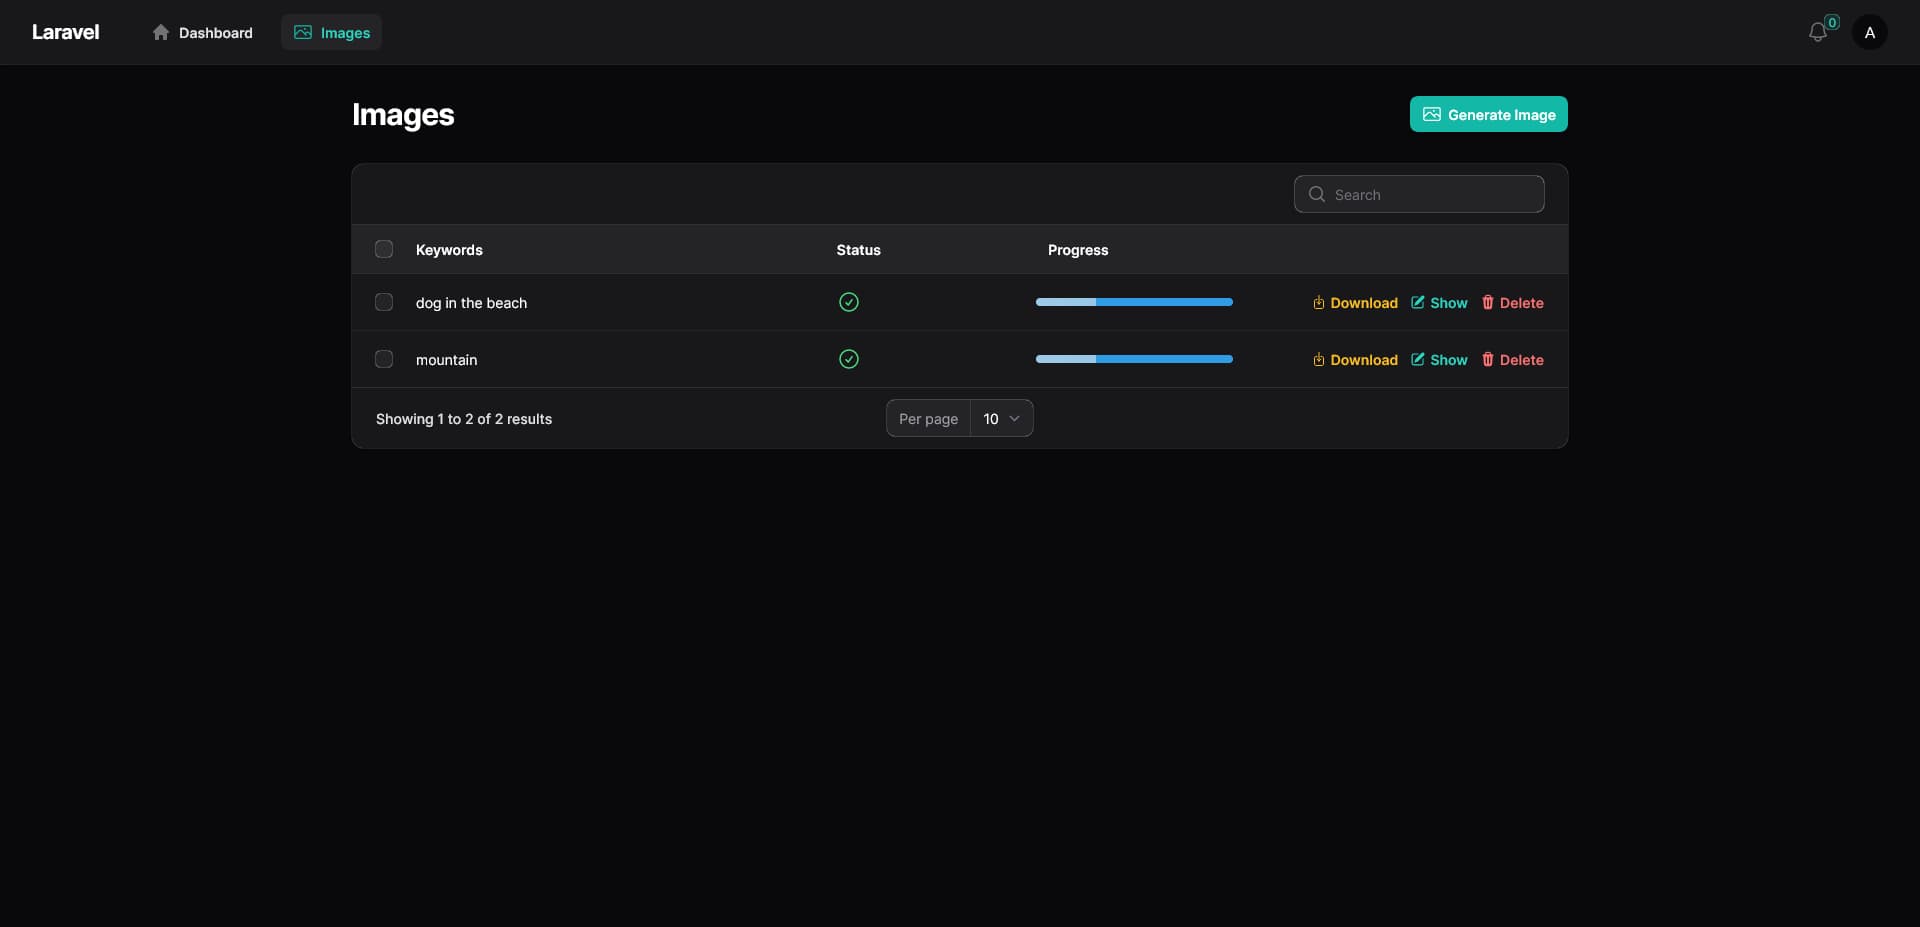 Laravel Dashboard Images 0 A
Images Generate Image
Search
Keywords Status Progress
dog in the beach Download Show Delete
mountain Download Show Delete
Showing 1 to 2 of 2 results Per page 10